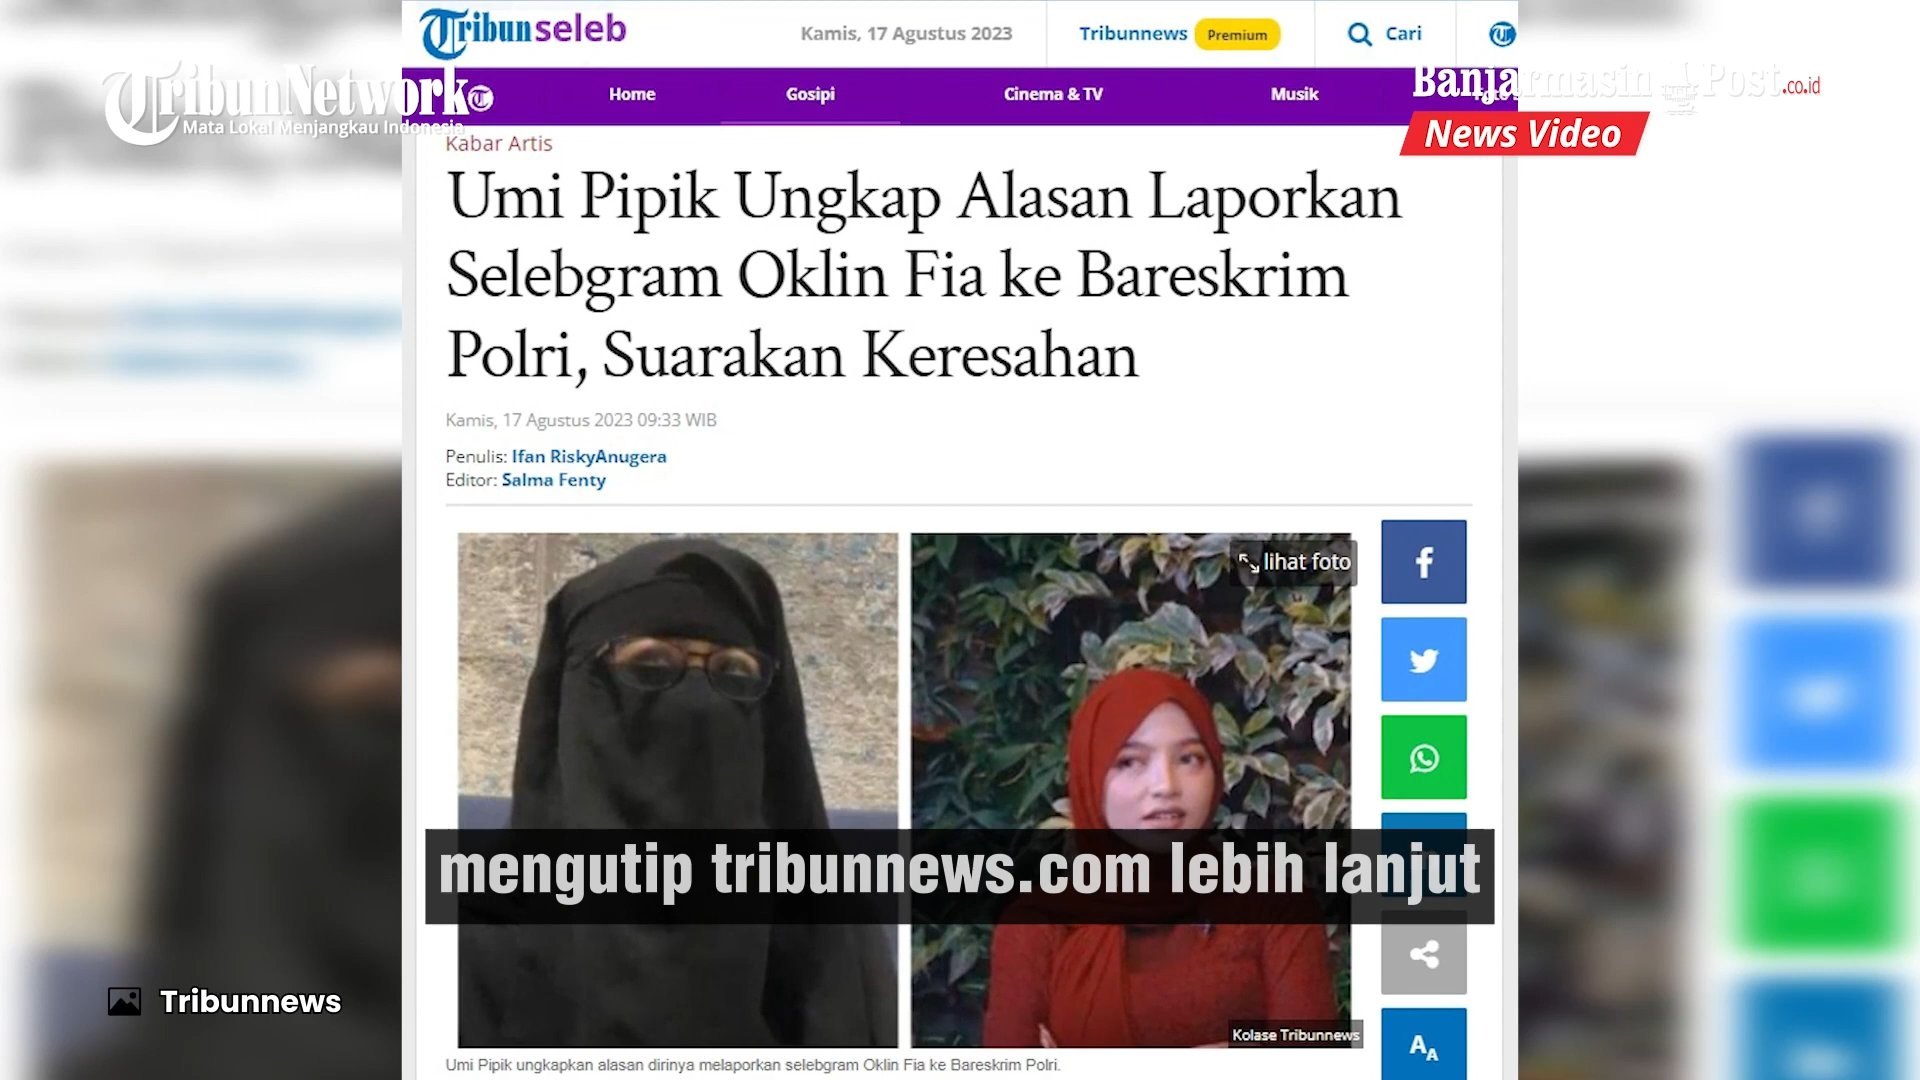 Tribunseleb
Kamis, 17 Agustus 2023
Tribunnews Premium
Cari
TribunNetwork
Mata Lokal Menjangkau Indonesia
Home
Gosipi
Cinema & TV
Musik
Banjarmasin Post.co.id
News Video
Kabar Artis
Umi Pipik Ungkap Alasan Laporkan
Selebgram Oklin Fia ke Bareskrim
Polri, Suarakan Keresahan
Kamis, 17 Agustus 2023 09:33 WIB
Penulis: Ifan RiskyAnugera
Editor: Salma Fenty
lihat foto
mengutip tribunnews.com lebih lanjut
Tribunnews
Kolase Tribunnews
AA
Umi Pipik ungkapkan alasan dirinya melaporkan selebgram Oklin Fia ke Bareskrim Polri.